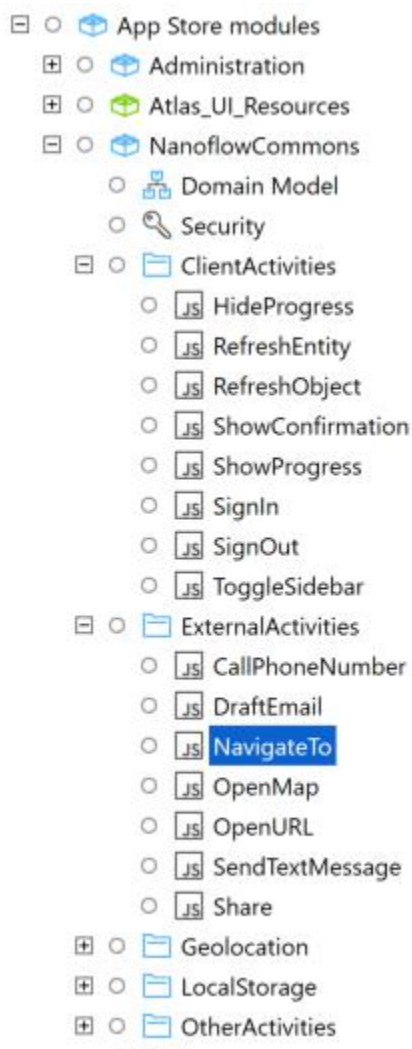 App Store modules
Administration
Atlas_UI_Resources
NanoflowCommons
Domain Model
Security
ClientActivities
JS HideProgress
JS RefreshEntity
JS RefreshObject
JS ShowConfirmation
JS ShowProgress
JS SignIn
JS SignOut
JS ToggleSidebar
ExternalActivities
JS CallPhoneNumber
JS DraftEmail
JS NavigateTo
JS OpenMap
JS OpenURL
JS SendTextMessage
JS Share
Geolocation
LocalStorage
OtherActivities